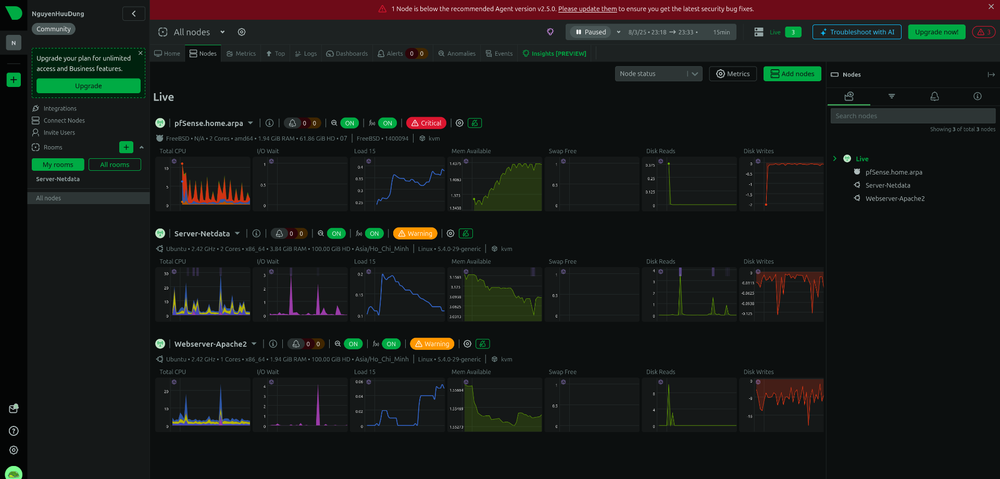 1 Node is below the recommended Agent version v2.5.0. Please update them to ensure you get the latest security bug fixes.
NguyenHuuDung
Community
N
Upgrade your plan for unlimited
access and Business features.
Upgrade
Integrations
Connect Nodes
Invite Users
Rooms
My rooms
All rooms
Server-Netdata
All nodes
All nodes
Paused
8/3/25 • 23:18 → 23:33 •
15min
Live
3
Troubleshoot with AI
Upgrade now!
3
Home
Nodes
Metrics
Top
Logs
Dashboards
Alerts
0
0
Anomalies
Events
Insights [PREVIEW]
Node status
Metrics
Add nodes
Live
pfSense.home.arpa
0
0
ON
f(x)
ON
Critical
FreeBSD • N/A • 2 Cores • amd64 • 1.94 GiB RAM • 61.86 GiB HD • 07
FreeBSD • 1400094
kvm
Total CPU
10
5
0
I/O Wait
1
0.5
0
Load 15
0.4
0.35
0.3
0.25
Mem Available
1.4375
1.4063
1.375
1.3438
Swap Free
1
0.5
0
Disk Reads
0.375
0.25
0.125
0
Disk Writes
0
-0.5
-1
-1.5
-2
Server-Netdata
0
0
ON
f(x)
ON
Warning
Ubuntu • 2.42 GHz • 2 Cores • x86_64 • 3.84 GiB RAM • 100.00 GiB HD • Asia/Ho_Chi_Minh
Linux • 5.4.0-29-generic
kvm
Total CPU
30
20
10
0
I/O Wait
3
2
1
0
Load 15
0.2
0.15
0.1
Mem Available
3.1563
3.125
3.0938
3.0625
3.0313
Swap Free
1
0.5
0
Disk Reads
4
3
2
1
0
Disk Writes
0
-0.0313
-0.0625
-0.0938
-0.125
Webserver-Apache2
0
0
ON
f(x)
ON
Warning
Ubuntu • 2.42 GHz • 1 Cores • x86_64 • 1.94 GiB RAM • 100.00 GiB HD • Asia/Ho_Chi_Minh
Linux • 5.4.0-29-generic
kvm
Total CPU
20
10
0
I/O Wait
4
3
2
1
0
Load 15
0.06
0.04
0.02
0
Mem Available
1.55664
1.55469
1.55273
Swap Free
1
0.5
0
Disk Reads
8
4
0
Disk Writes
0
-8
-16
Nodes
Search nodes
Showing 3 of total 3 nodes
Live
pfSense.home.arpa
Server-Netdata
Webserver-Apache2